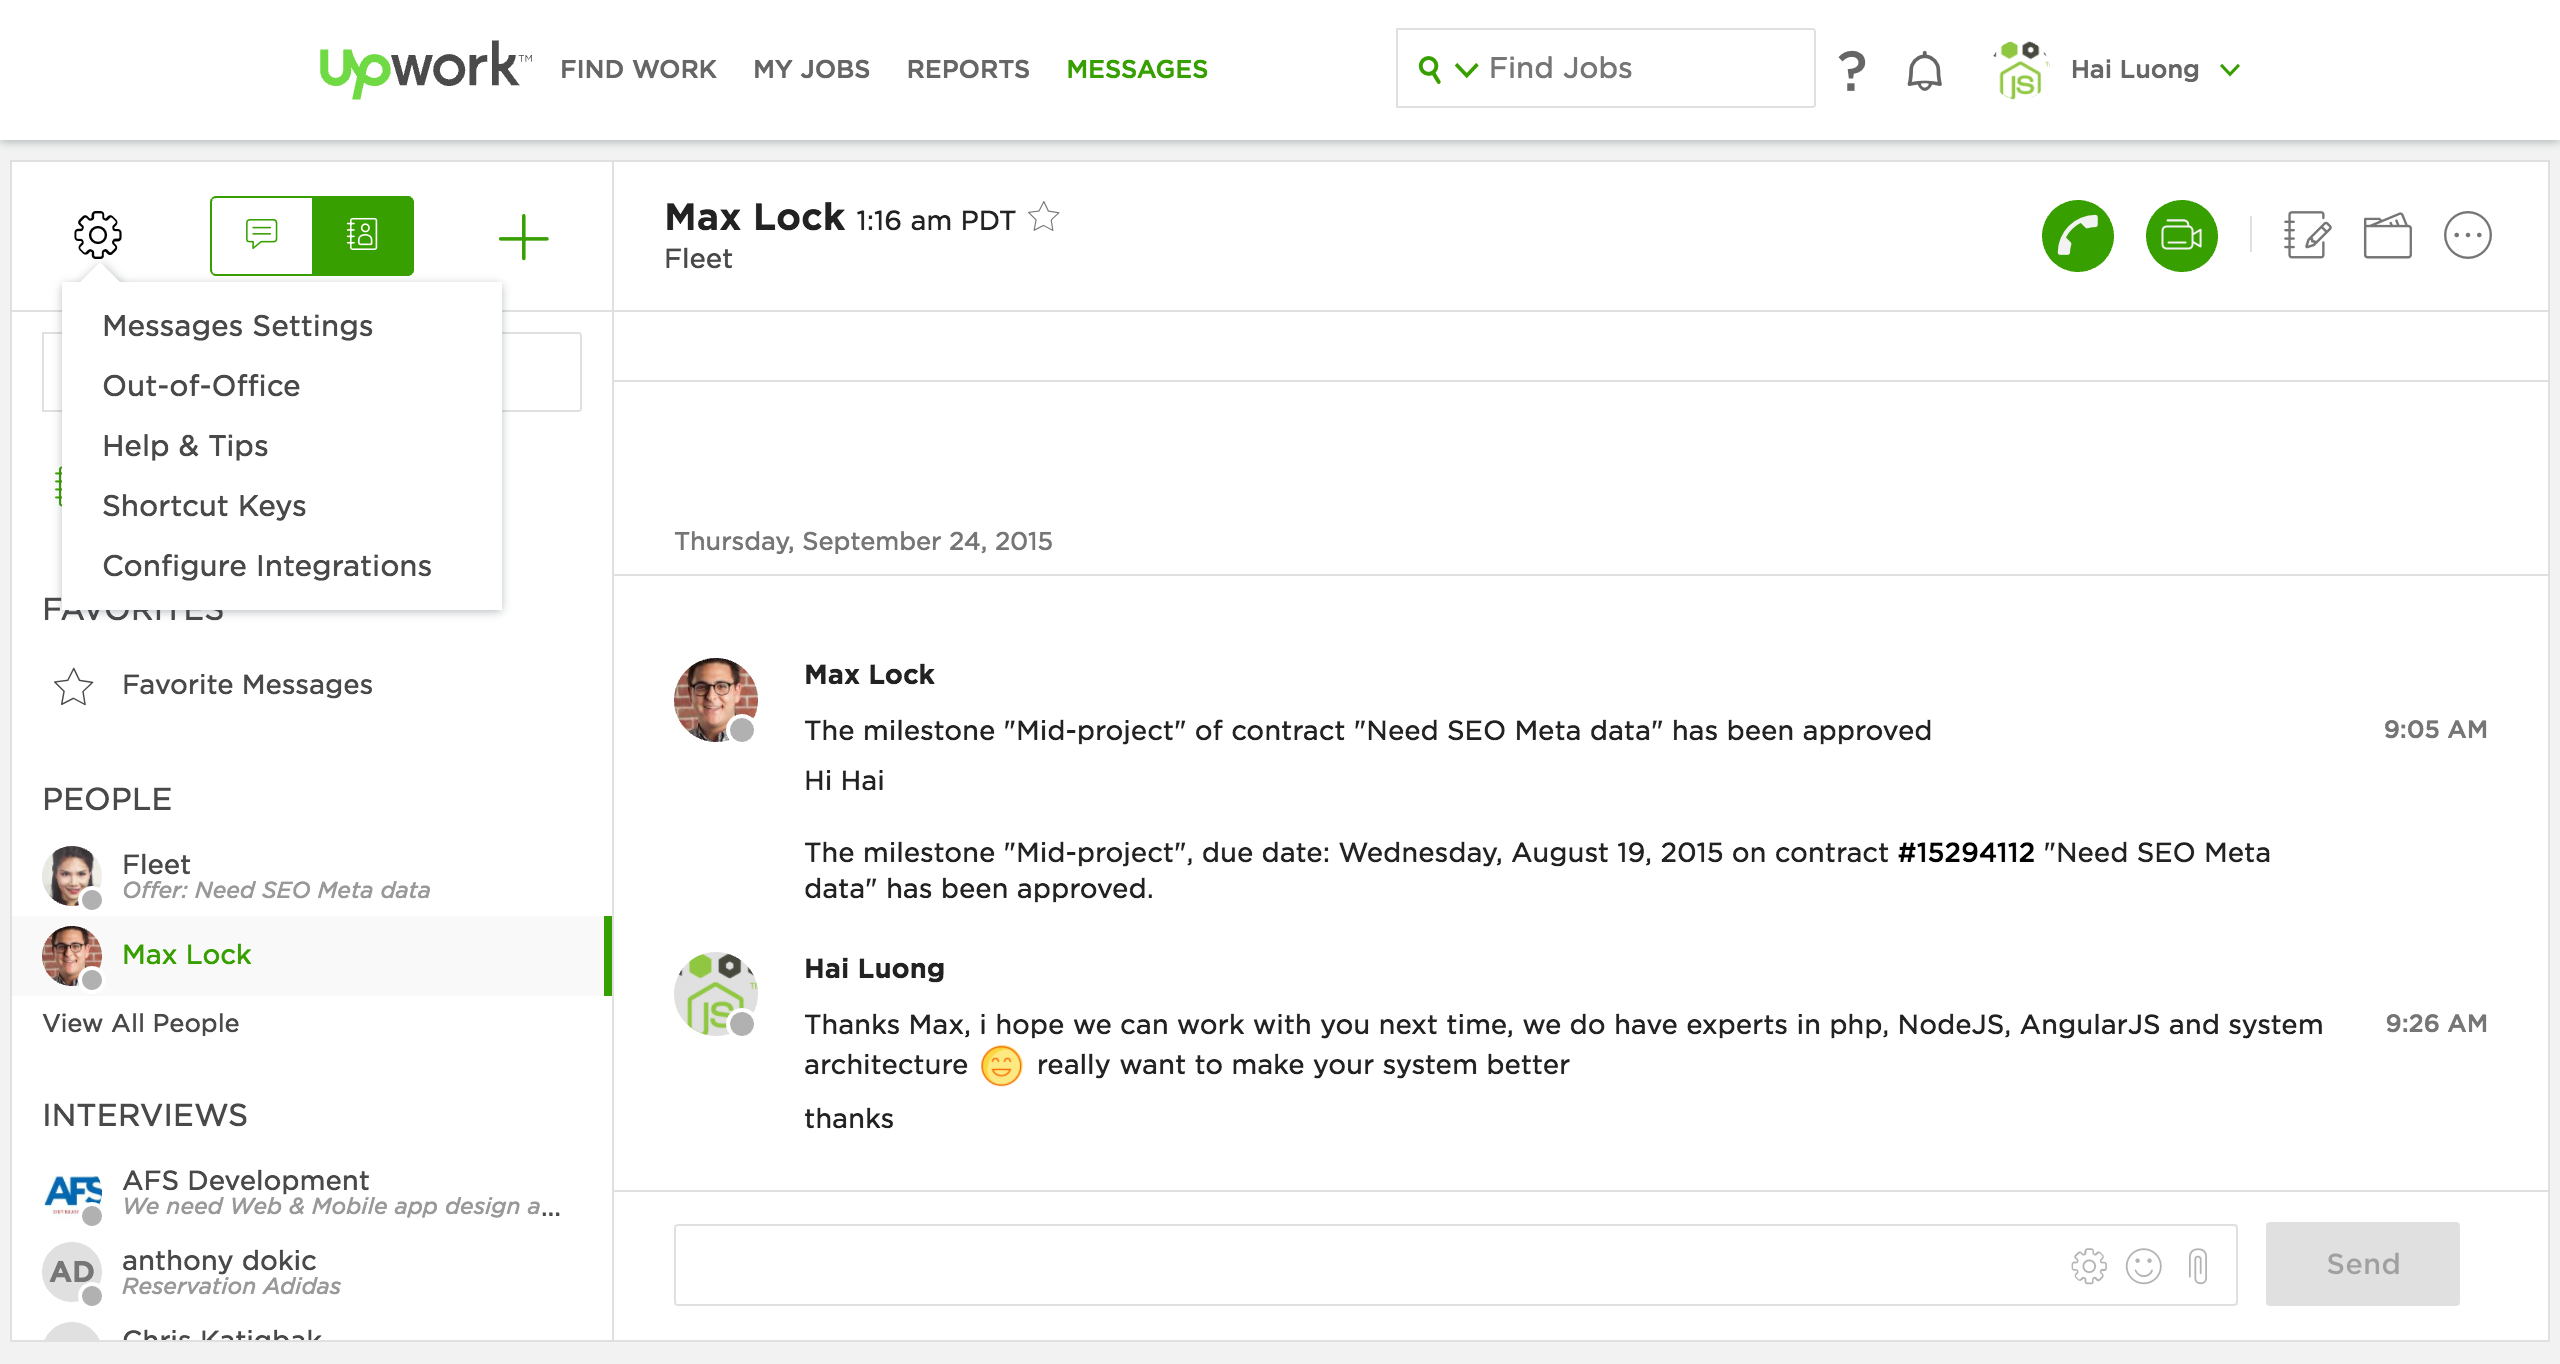 upwork™ FIND WORK MY JOBS REPORTS MESSAGES Find Jobs ? JS Hai Luong
Messages Settings
Out-of-Office
Help & Tips
Shortcut Keys
Configure Integrations
FAVORITES
Favorite Messages
PEOPLE
Fleet
Offer: Need SEO Meta data
Max Lock
View All People
INTERVIEWS
AFS AFS Development
We need Web & Mobile app design a...
AD anthony dokic
Reservation Adidas
Chris Katigbak
Max Lock 1:16 am PDT
Fleet
Thursday, September 24, 2015
Max Lock
The milestone "Mid-project" of contract "Need SEO Meta data" has been approved 9:05 AM
Hi Hai
The milestone "Mid-project", due date: Wednesday, August 19, 2015 on contract #15294112 "Need SEO Meta
data" has been approved.
JS Hai Luong
Thanks Max, i hope we can work with you next time, we do have experts in php, NodeJS, AngularJS and system 9:26 AM
architecture 😄 really want to make your system better
thanks
Send